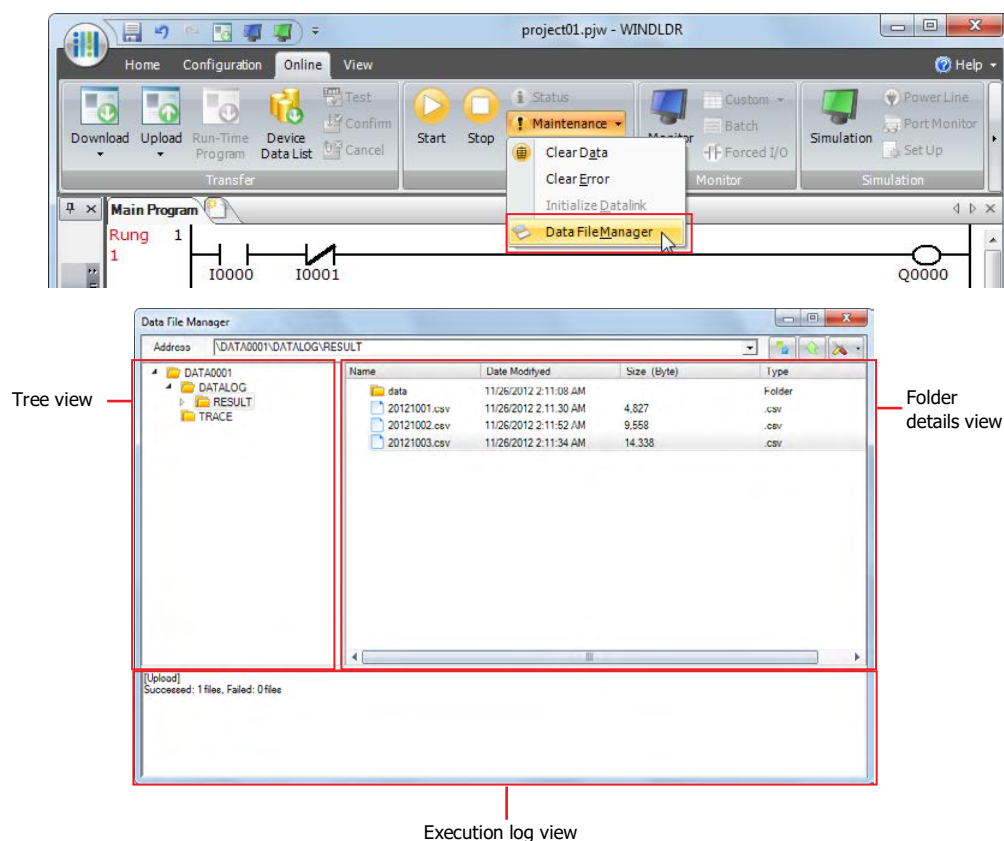 project01.pjw - WINDLDR
Home Configuration Online View Help
Download Upload Run-Time Program Device Data List
Test
Confirm
Cancel
Transfer
Start Stop
Status
Maintenance
Clear Data
Clear Error
Initialize Datalink
Data File Manager
Custom
Batch
Forced I/O
Monitor
Simulation
Power Line
Port Monitor
Set Up
Simulation
Main Program
Rung 1
1
I0000 I0001 Q0000
Data File Manager
Address \DATA0001\DATALOG\RESULT
DATA0001
DATALOG
RESULT
TRACE
Name Date Modifyed Size (Byte) Type
data 11/26/2012 2:11:08 AM Folder
20121001.csv 11/26/2012 2:11:30 AM 4,827 .csv
20121002.csv 11/26/2012 2:11:52 AM 9,558 .csv
20121003.csv 11/26/2012 2:11:34 AM 14,338 .csv
Tree view
Folder
details view
[Upload]
Successed: 1 files, Failed: 0 files
Execution log view